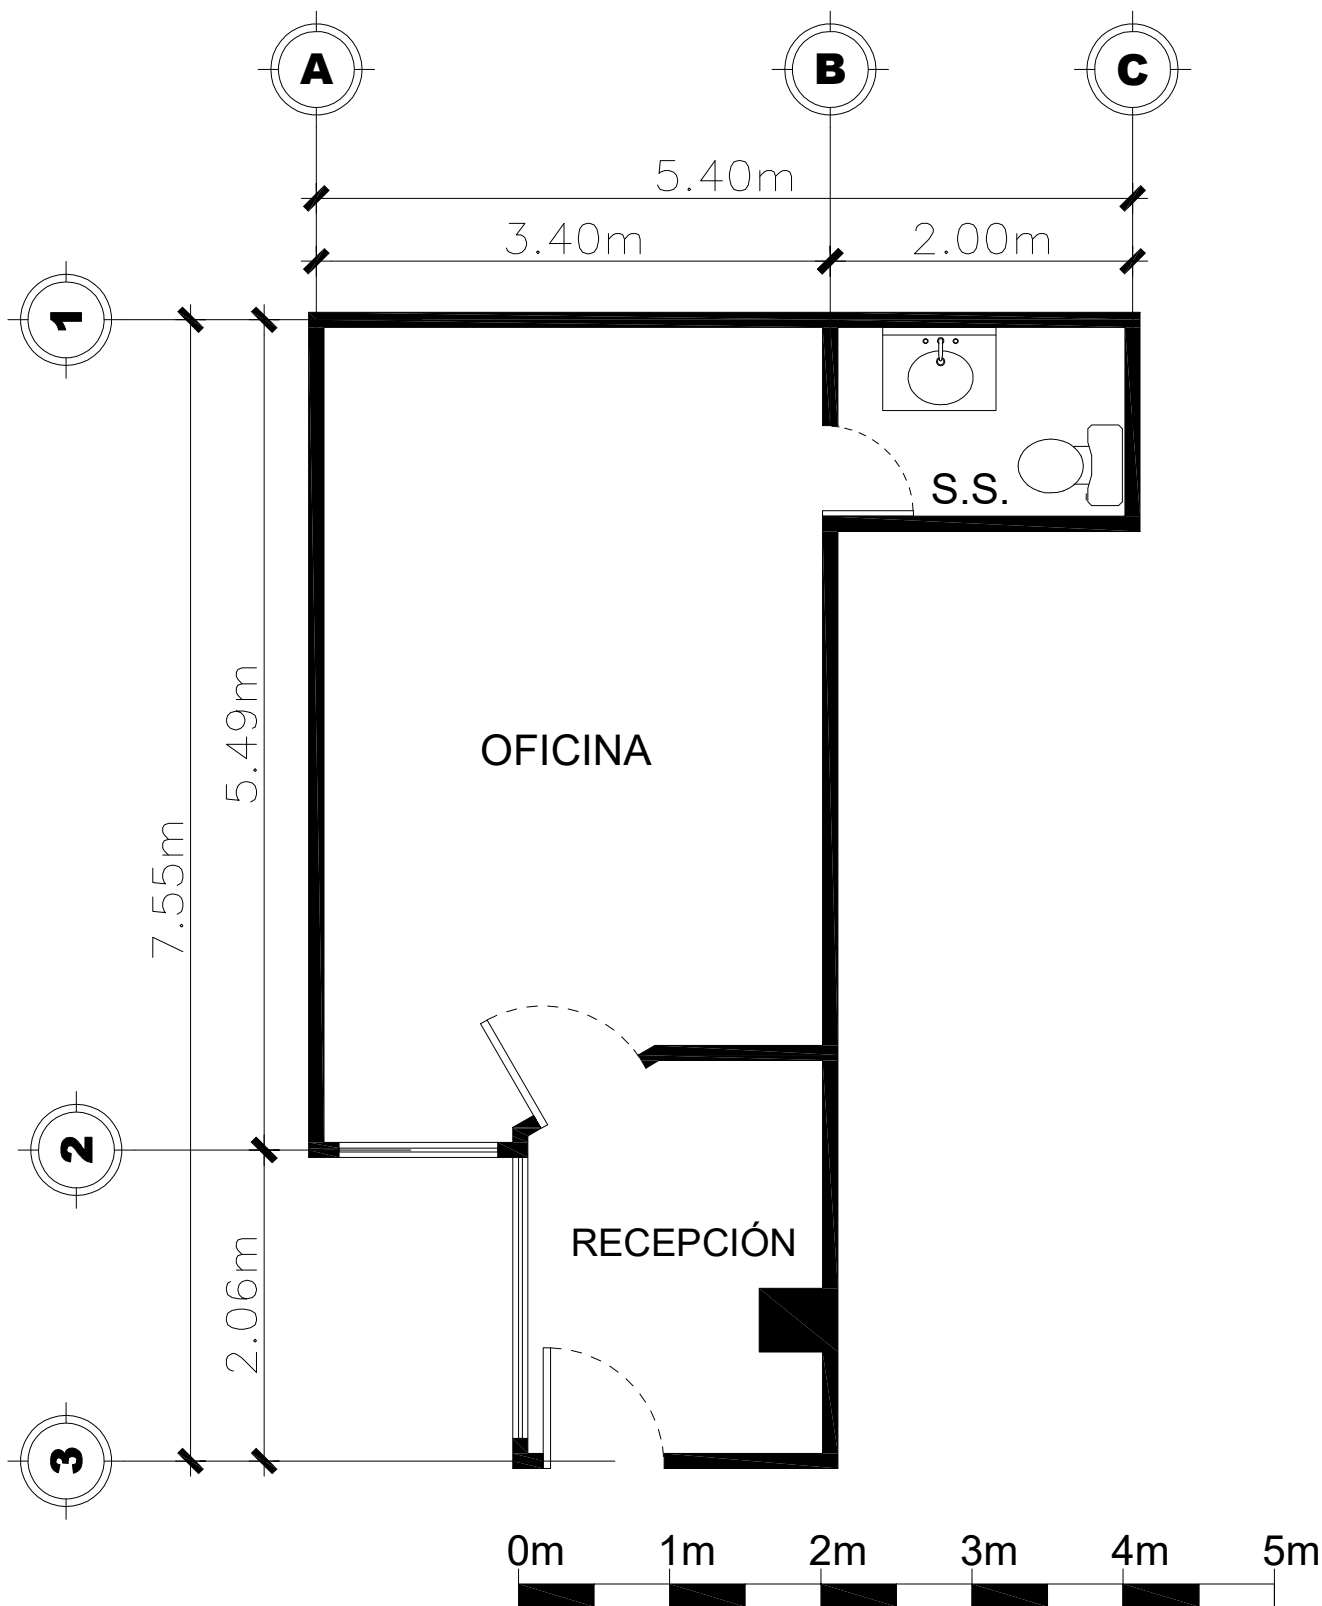 A
B
C
5.40m
3.40m
2.00m
1
S.S.
5.49m
OFICINA
7.55m
2
RECEPCIÓN
2.06m
3
0m 1m 2m 3m 4m 5m